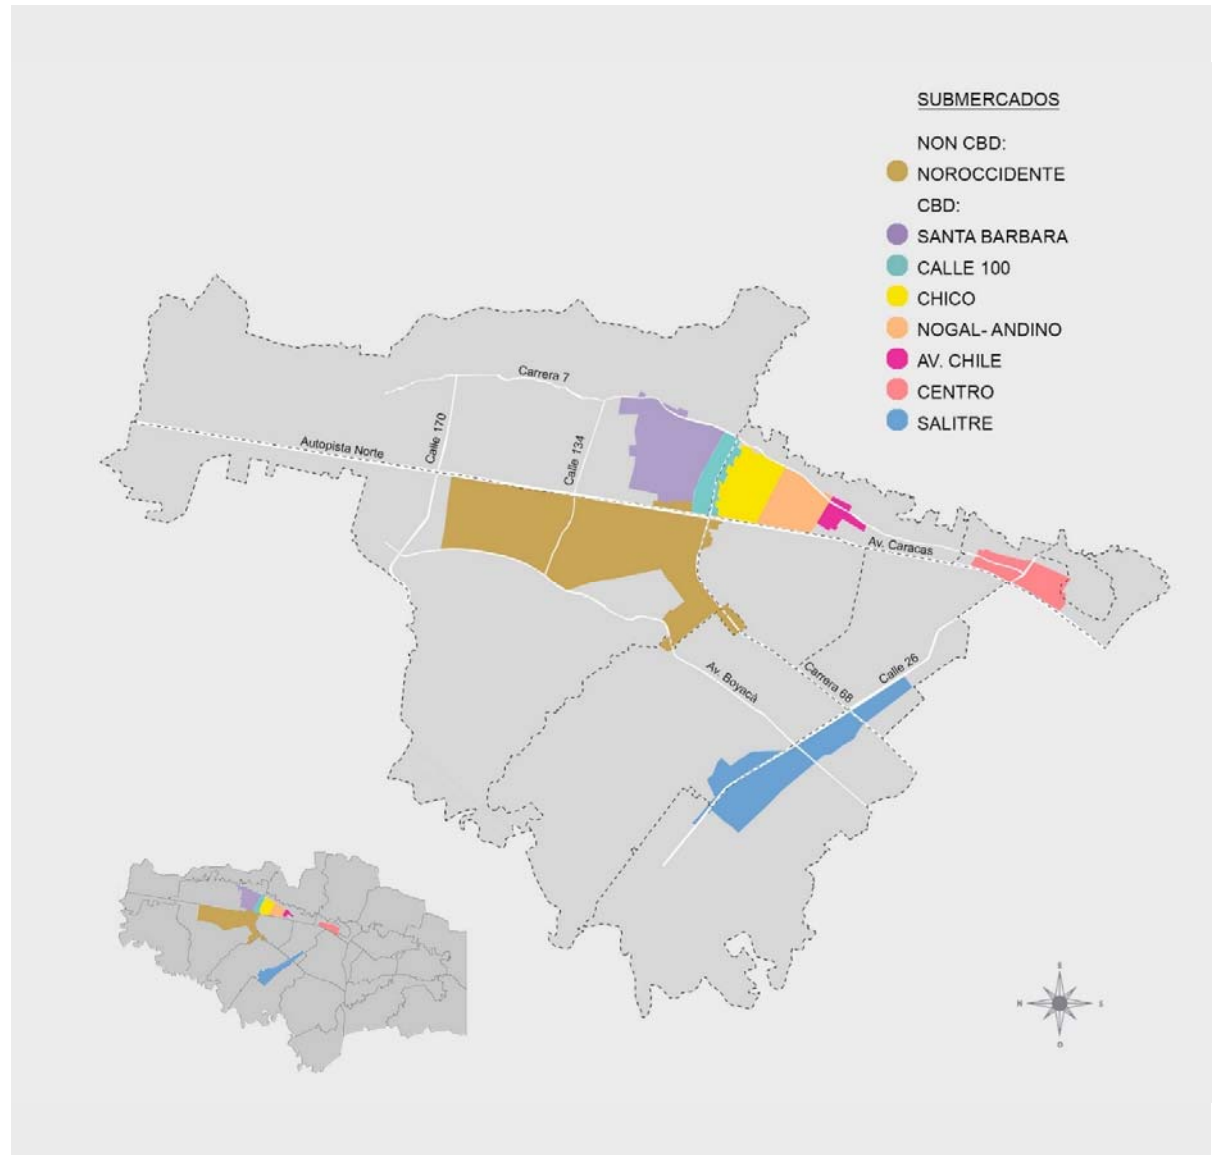 SUBMERCADOS
NON CBD:
NOROCCIDENTE
CBD:
SANTA BARBARA
CALLE 100
CHICO
NOGAL- ANDINO
AV. CHILE
CENTRO
SALITRE
Carrera 7
Calle 170
Autopista Norte
Calle 134
Av. Caracas
Av. Boyacá
Carrera 68
Calle 26
N
S
O